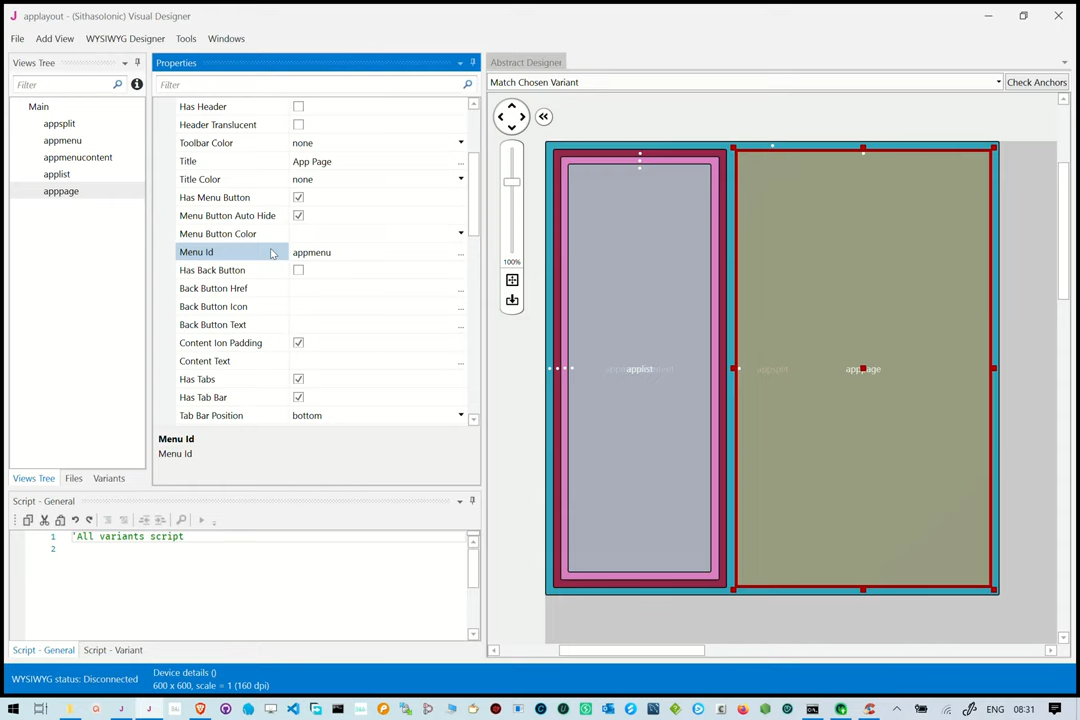 applayout - (SithasoIonic) Visual Designer
File Add View WYSIWYG Designer Tools Windows
Views Tree
Filter
Main
appsplit
appmenu
appmenucontent
applist
apppage
Views Tree Files Variants
Properties
Filter
Has Header
Header Translucent
Toolbar Color none
Title App Page ...
Title Color none
Has Menu Button
Menu Button Auto Hide
Menu Button Color
Menu Id appmenu ...
Has Back Button
Back Button Href ...
Back Button Icon ...
Back Button Text ...
Content Ion Padding
Content Text ...
Has Tabs
Has Tab Bar
Tab Bar Position bottom
Menu Id
Menu Id
Script - General
1 'All variants script
2
Script - General Script - Variant
Abstract Designer
Match Chosen Variant Check Anchors
100%
applist
appsplit
apppage
WYSIWYG status: Disconnected
Device details ()
600 x 600, scale = 1 (160 dpi)
ENG 08:31